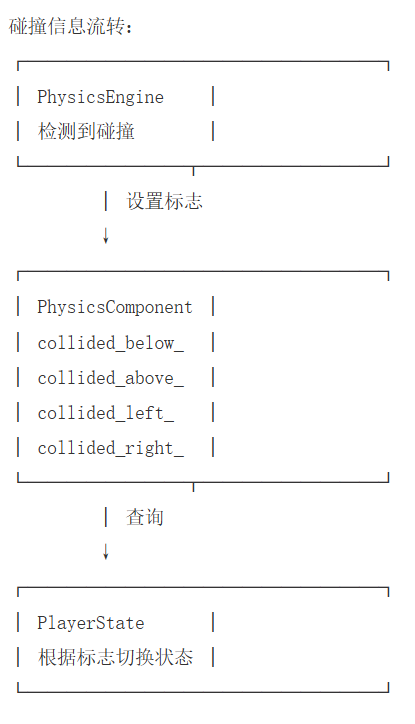 碰撞信息流转:
PhysicsEngine
检测到碰撞
设置标志
↓
PhysicsComponent
collided_below_
collided_above_
collided_left_
collided_right_
查询
↓
PlayerState
根据标志切换状态